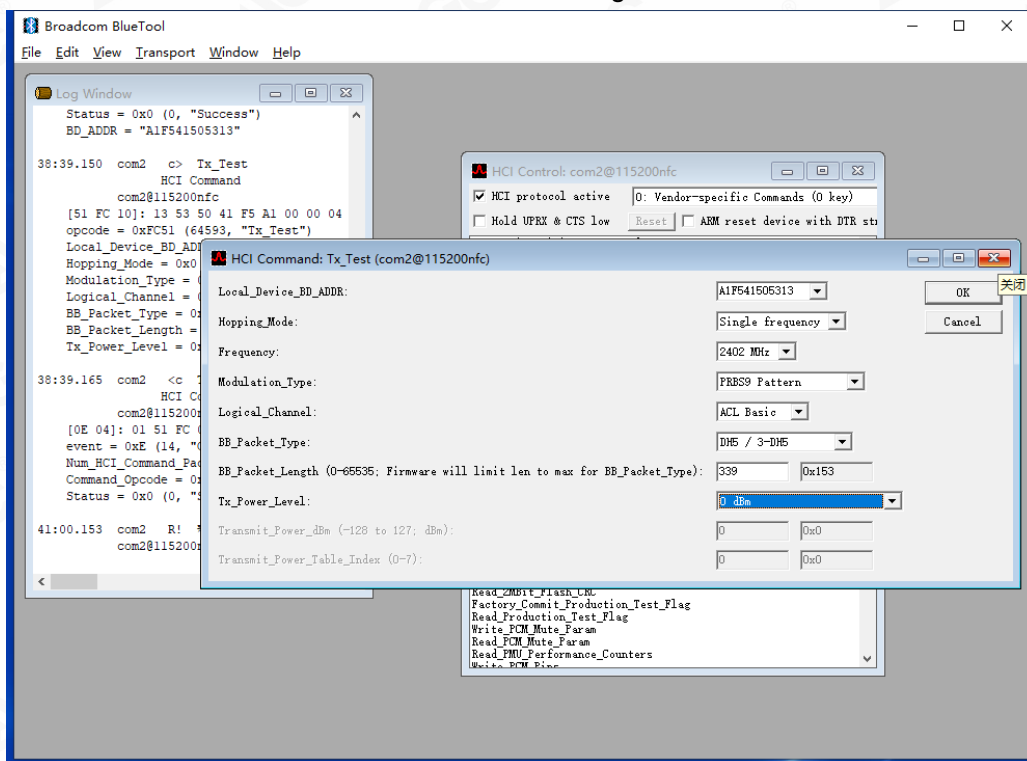 Broadcom BlueTool
File Edit View Transport Window Help
Log Window
Status = 0x0 (0, "Success")
BD_ADDR = "A1F541505313"
38:39.150 com2 c> Tx_Test
HCI Command
com2@115200nfc
[51 FC 10]: 13 53 50 41 F5 A1 00 00 04
opcode = 0xFC51 (64593, "Tx_Test")
Local_Device_BD_AD
Hopping_Mode = 0x0
Modulation_Type =
Logical_Channel =
BB_Packet_Type = 0
BB_Packet_Length =
Tx_Power_Level = 0
38:39.165 com2 <c
HCI C
com2@115200
[0E 04]: 01 51 FC
event = 0xE (14, "
Num_HCI_Command_Pac
Command_Opcode = 0
Status = 0x0 (0, "
41:00.153 com2 R!
com2@115200
HCI Control: com2@115200nfc
HCI protocol active 0: Vendor-specific Commands (0 key)
Hold UPRX & CTS low Reset ARM reset device with DTR st
HCI Command: Tx_Test (com2@115200nfc)
关闭
Local_Device_BD_ADDR: A1F541505313 OK
Hopping_Mode: Single frequency Cancel
Frequency: 2402 MHz
Modulation_Type: PRBS9 Pattern
Logical_Channel: ACL Basic
BB_Packet_Type: DH5 / 3-DH5
BB_Packet_Length (0-65535; Firmware will limit len to max for BB_Packet_Type): 339 0x153
Tx_Power_Level: 0 dBm
Transmit_Power_dBm (-128 to 127; dBm): 0 0x0
Transmit_Power_Table_Index (0-7): 0 0x0
Read_2MBit_Flash_CRC
Factory_Commit_Production_Test_Flag
Read_Production_Test_Flag
Write_PCM_Mute_Param
Read_PCM_Mute_Param
Read_PMU_Performance_Counters
Write_PCM_Pins